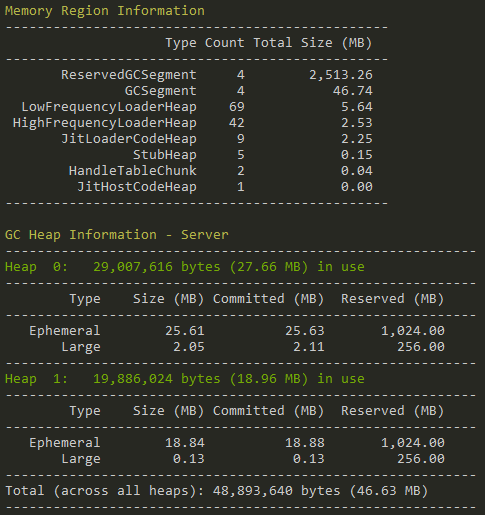 Memory Region Information
------------------------------------------------
                    Type Count Total Size (MB)
------------------------------------------------
       ReservedGCSegment     4        2,513.26
               GCSegment     4           46.74
  LowFrequencyLoaderHeap    69            5.64
 HighFrequencyLoaderHeap    42            2.53
       JitLoaderCodeHeap     9            2.25
                StubHeap     5            0.15
        HandleTableChunk     2            0.04
         JitHostCodeHeap     1            0.00
------------------------------------------------
GC Heap Information - Server
-----------------------------------------------------------
Heap  0:   29,007,616 bytes (27.66 MB) in use
-----------------------------------------------------------
        Type    Size (MB) Committed (MB)  Reserved (MB)
-----------------------------------------------------------
   Ephemeral        25.61          25.63       1,024.00
       Large         2.05           2.11         256.00
-----------------------------------------------------------
Heap  1:   19,886,024 bytes (18.96 MB) in use
-----------------------------------------------------------
        Type    Size (MB) Committed (MB)  Reserved (MB)
-----------------------------------------------------------
   Ephemeral        18.84          18.88       1,024.00
       Large         0.13           0.13         256.00
-----------------------------------------------------------
Total (across all heaps): 48,893,640 bytes (46.63 MB)
-----------------------------------------------------------